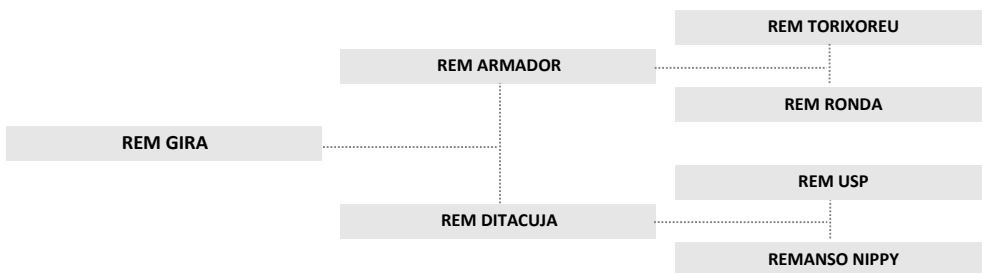 REM TORIXOREU
REM ARMADOR
REM RONDA
REM GIRA
REM USP
REM DITACUJA
REMANSO NIPPY